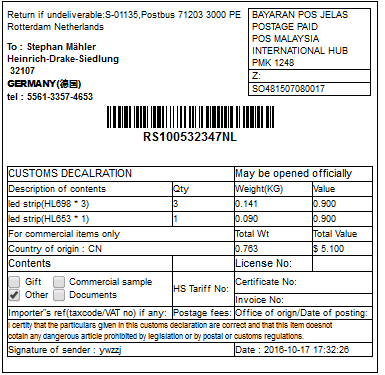 Return if undeliverable:S-01135,Postbus 71203 3000 PE
Rotterdam Netherlands
To : Stephan Mähler
Heinrich-Drake-Siedlung
32107
GERMANY(德国)
tel : 5561-3357-4653
BAYARAN POS JELAS
POSTAGE PAID
POS MALAYSIA
INTERNATIONAL HUB
PMK 1248
Z:
SO481507080017
RS100532347NL
CUSTOMS DECALRATION May be opened officially
Description of contents Qty Weight(KG) Value
led strip(HL698 * 3) 3 0.141 0.900
led strip(HL653 * 1) 1 0.090 0.900
For commercial items only Total Wt Total Value
Country of origin : CN 0.763 $ 5.100
Contents License No:
Gift Commercial sample HS Tariff No: Certificate No:
Other Documents Invoice No:
Importer"s ref(taxcode/VAT no) if any: Postage fees: Office of orign/Date of posting:
I certity that the particulars given in this customs declaration are correct and that this item doesnot
cotain any dangerous article prohibited by legislation or by postal or customs regulations.
Signature of sender : ywzzj Date : 2016-10-17 17:32:26